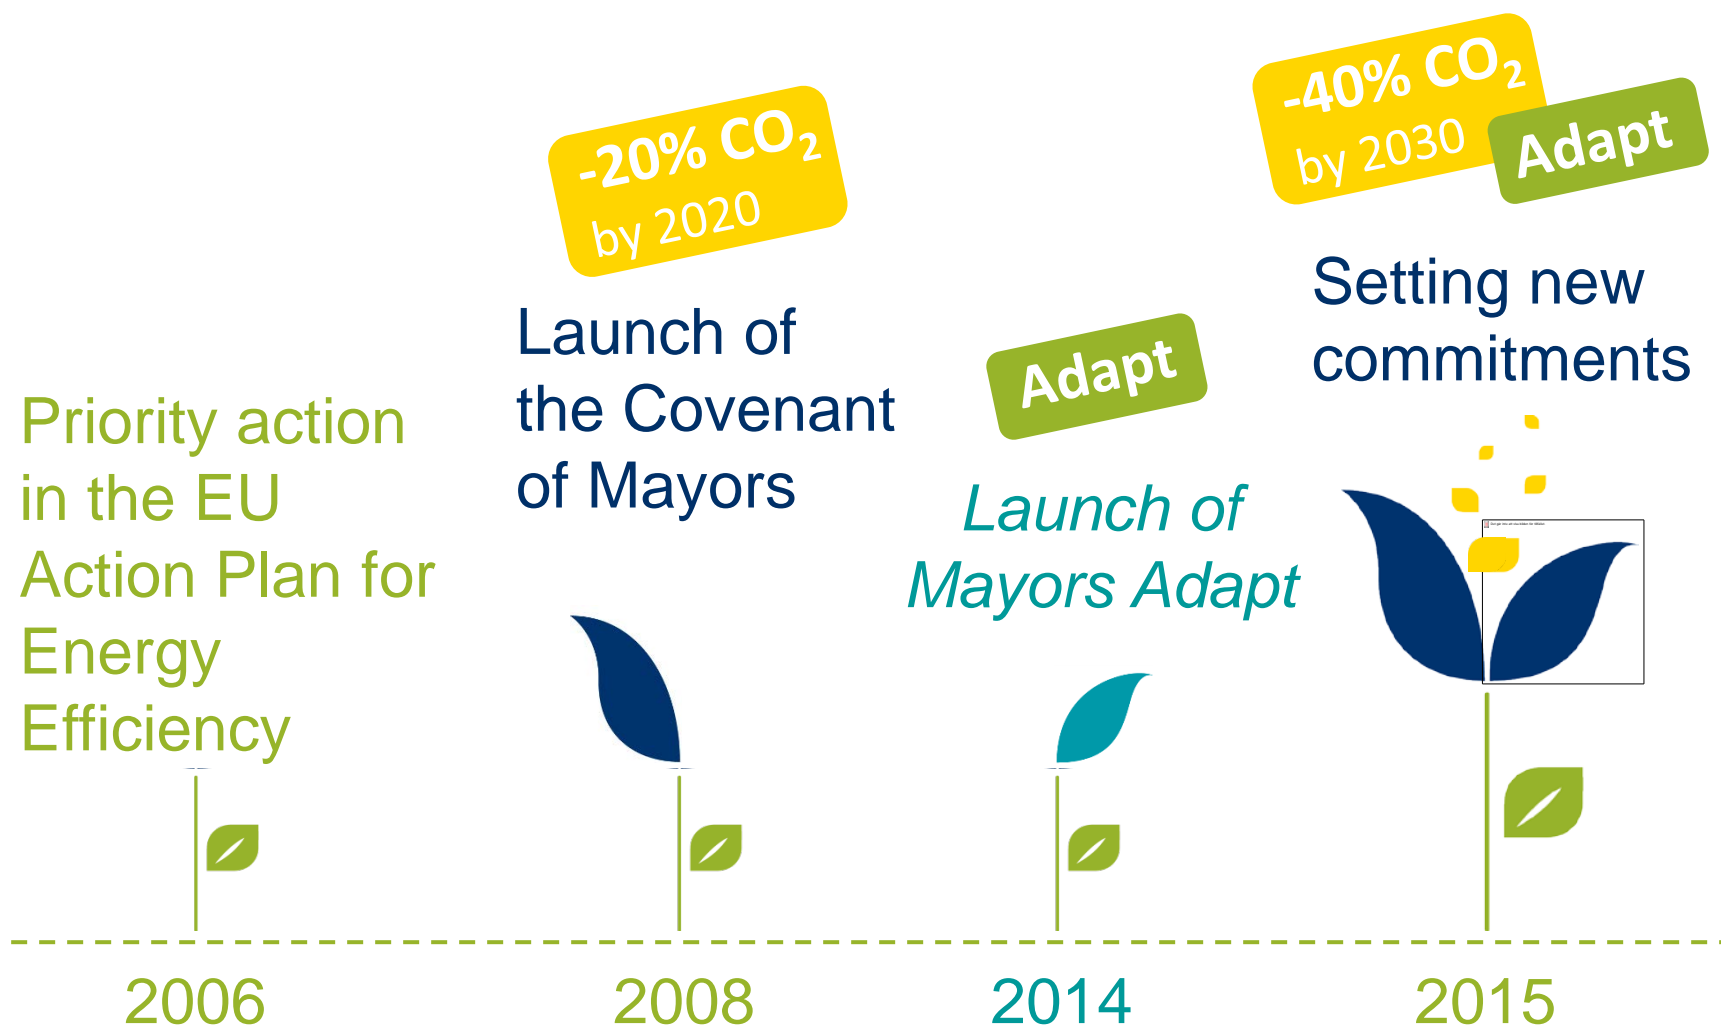 Priority action
in the EU
Action Plan for
Energy
Efficiency
2006
-20% CO₂
by 2020
Launch of
the Covenant
of Mayors
2008
Adapt
Launch of
Mayors Adapt
2014
-40% CO₂
by 2030
Adapt
Setting new
commitments
2015